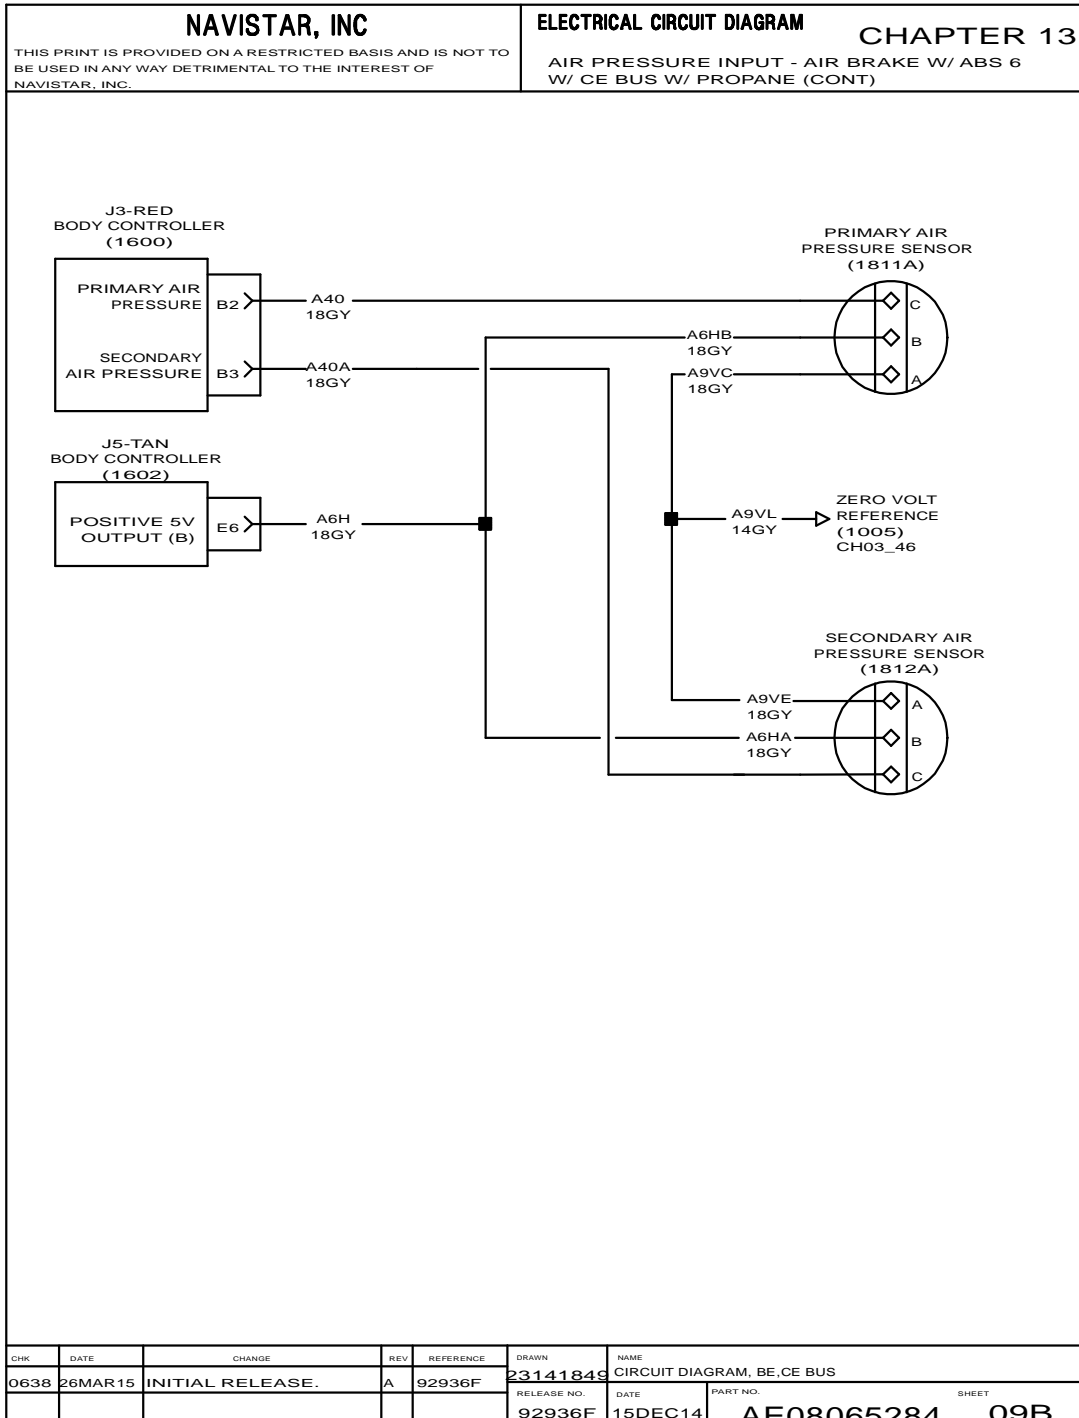 NAVISTAR, INC
THIS PRINT IS PROVIDED ON A RESTRICTED BASIS AND IS NOT TO
BE USED IN ANY WAY DETRIMENTAL TO THE INTEREST OF
NAVISTAR, INC.
ELECTRICAL CIRCUIT DIAGRAM
CHAPTER 13
AIR PRESSURE INPUT - AIR BRAKE W/ ABS 6
W/ CE BUS W/ PROPANE (CONT)
J3-RED
BODY CONTROLLER
(1600)
PRIMARY AIR
PRESSURE
B2
A40
18GY
SECONDARY
AIR PRESSURE
B3
A40A
18GY
J5-TAN
BODY CONTROLLER
(1602)
POSITIVE 5V
OUTPUT (B)
E6
A6H
18GY
PRIMARY AIR
PRESSURE SENSOR
(1811A)
C
A6HB
18GY
B
A9VC
18GY
A
A9VL
14GY
ZERO VOLT
REFERENCE
(1005)
CH03_46
SECONDARY AIR
PRESSURE SENSOR
(1812A)
A9VE
18GY
A
A6HA
18GY
B
C
CHK DATE CHANGE REV REFERENCE
0638 26MAR15 INITIAL RELEASE. A 92936F
DRAWN
23141849
NAME
CIRCUIT DIAGRAM, BE,CE BUS
RELEASE NO.
92936F
DATE
15DEC14
PART NO.
AE08065284
SHEET
09B